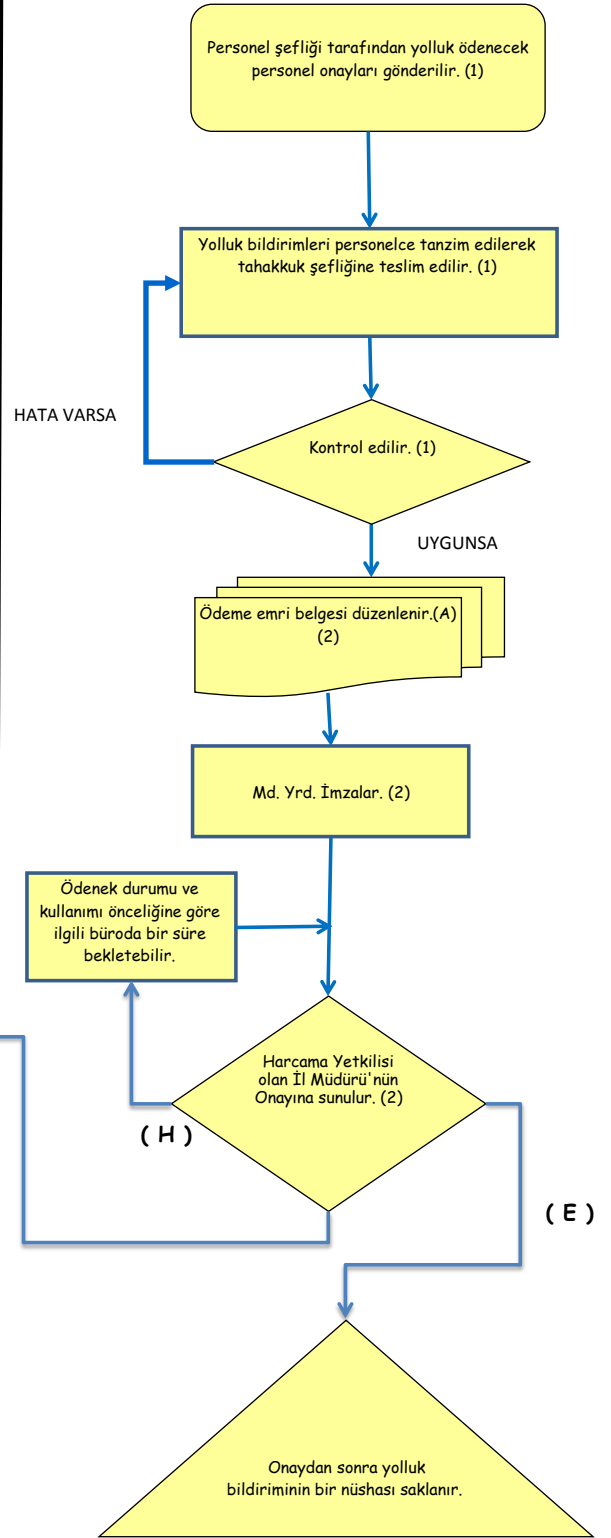 Personel şefliği tarafından yolluk ödenecek
personel onayları gönderilir. (1)
Yolluk bildirimleri personelce tanzim edilerek
tahakkuk şefliğine teslim edilir. (1)
HATA VARSA
Kontrol edilir. (1)
UYGUNSA
Ödeme emri belgesi düzenlenir.(A)
(2)
Md. Yrd. İmzalar. (2)
Ödenek durumu ve
kullanımı önceliğine göre
ilgili büroda bir süre
bekletebilir.
Harcama Yetkilisi
olan İl Müdürü'nün
Onayına sunulur. (2)
( H )
( E )
Onaydan sonra yolluk
bildiriminin bir nüshası saklanır.